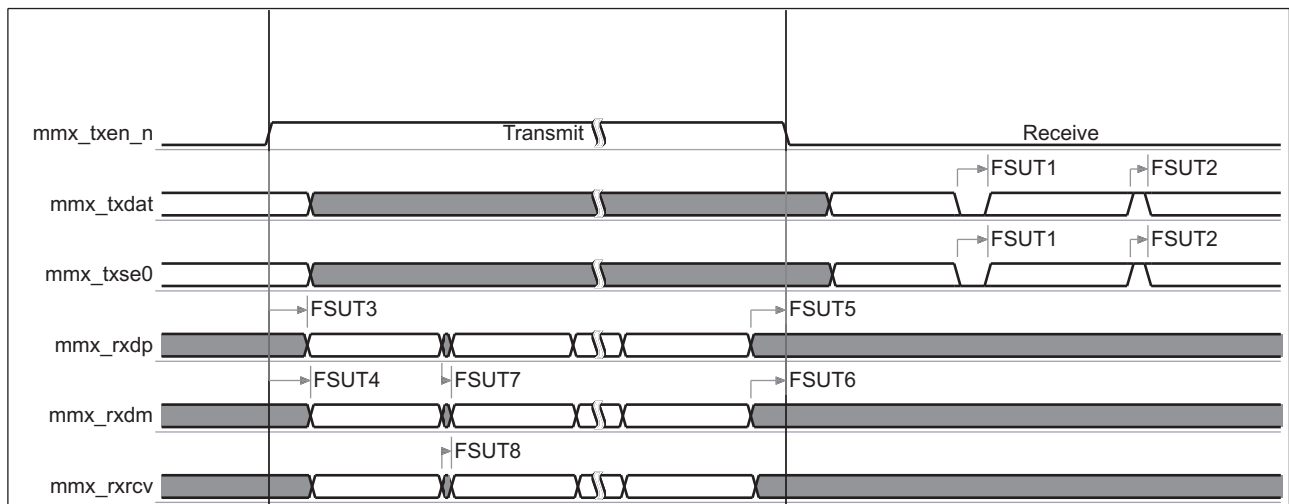 mmx_txen_n Transmit Receive
FSUT1 FSUT2
mmx_txdat
FSUT1 FSUT2
mmx_txse0
FSUT3 FSUT5
mmx_rxdp
FSUT4 FSUT7 FSUT6
mmx_rxdm
FSUT8
mmx_rxrcv